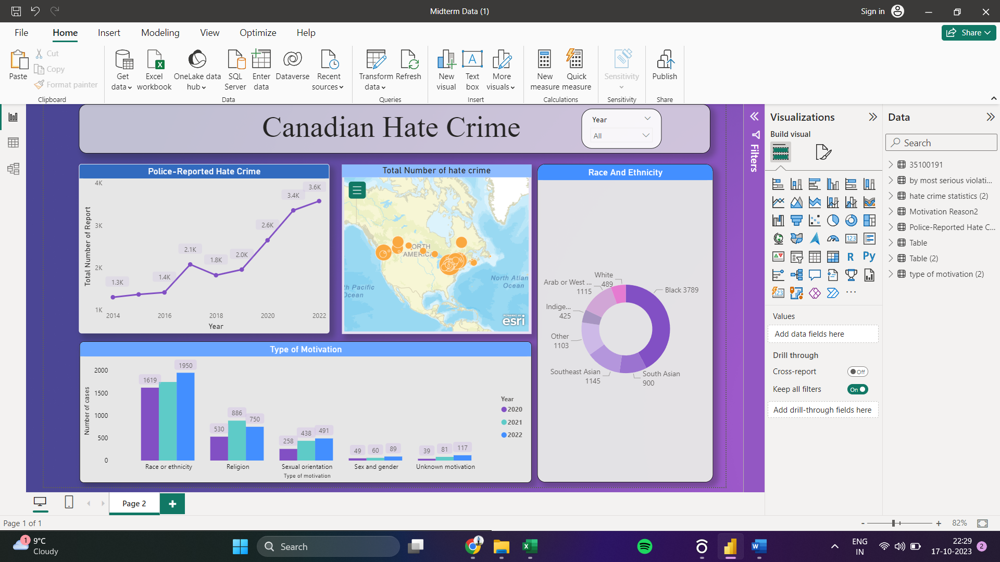 Midterm Data (1)
Sign in
File Home Insert Modeling View Optimize Help
Share
Paste
Cut
Copy
Format painter
Clipboard
Get data
Excel workbook
OneLake data hub
SQL Server
Enter data
Dataverse
Recent sources
Data
Transform data
Refresh
Queries
New visual
Text box
More visuals
Insert
New measure
Quick measure
Calculations
Sensitivity
Sensitivity
Publish
Share
Canadian Hate Crime
Year
All
Police-Reported Hate Crime
Total Number of Report
4K
3K
2K
1K
1.3K
1.4K
2.1K
1.8K
2.0K
2.6K
3.4K
3.6K
2014 2016 2018 2020 2022
Year
Total Number of hate crime
NORTH
AMERICA
North Atlan
Ocean
th Pacific
Ocean
POWERED BY
esri
Race And Ethnicity
White
489
Arab or West ...
1115
Black 3789
Indige...
425
Other
1103
Southeast Asian
1145
South Asian
900
Type of Motivation
Number of cases
2000
1500
1000
500
0
1619 1950
530 886 750
258 438 491
49 60 89
39 81 117
Race or ethnicity Religion Sexual orientation Sex and gender Unknown motivation
Type of motivation
Year
2020
2021
2022
Filters
Visualizations
Build visual
123
R
Py
123
...
Values
Add data fields here
Drill through
Cross-report
Off
Keep all filters
On
Add drill-through fields here
Data
Search
35100191
by most serious violati...
hate crime statistics (2)
Motivation Reason2
Police-Reported Hate C...
Table
Table (2)
type of motivation (2)
Page 2
Page 1 of 1
- + 82%
1
9°C
Cloudy
Search
ENG
IN
22:29
17-10-2023
2